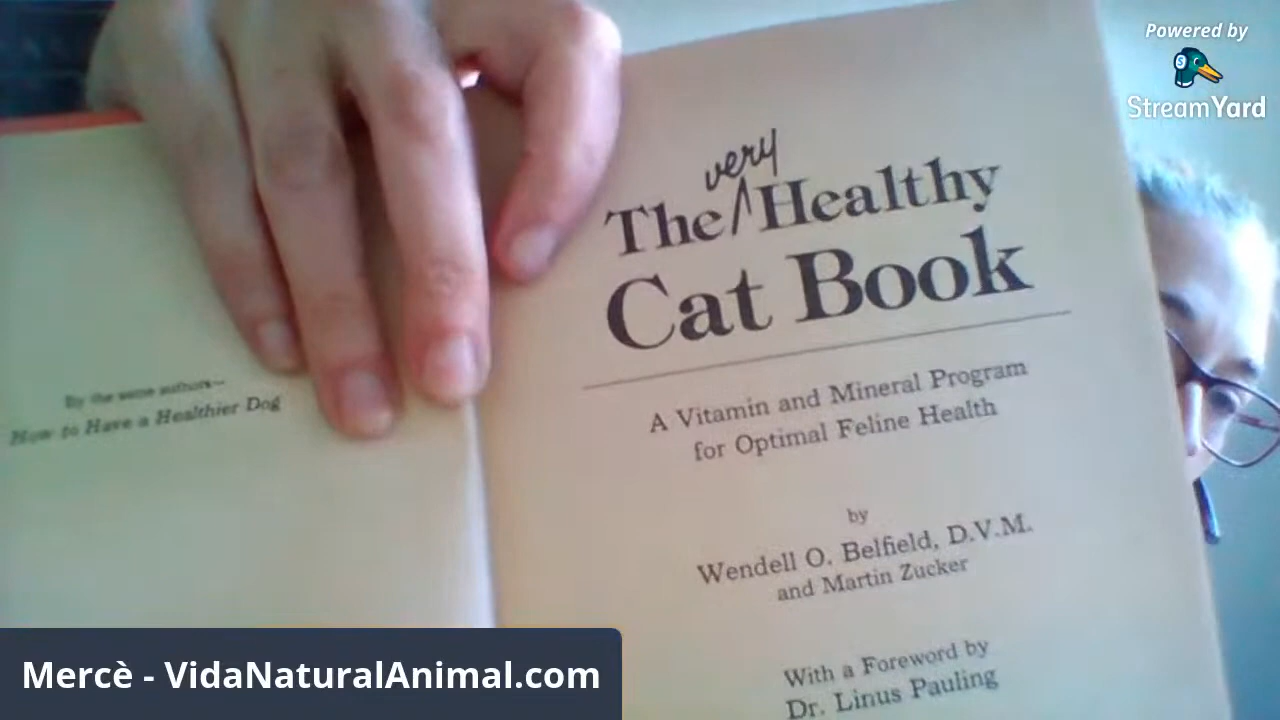 Powered by
StreamYard
By the same authors—
How to Have a Healthier Dog
very
The Healthy
Cat Book
A Vitamin and Mineral Program
for Optimal Feline Health
by
Wendell O. Belfield, D.V.M.
and Martin Zucker
With a Foreword by
Dr. Linus Pauling
Mercè - VidaNaturalAnimal.com